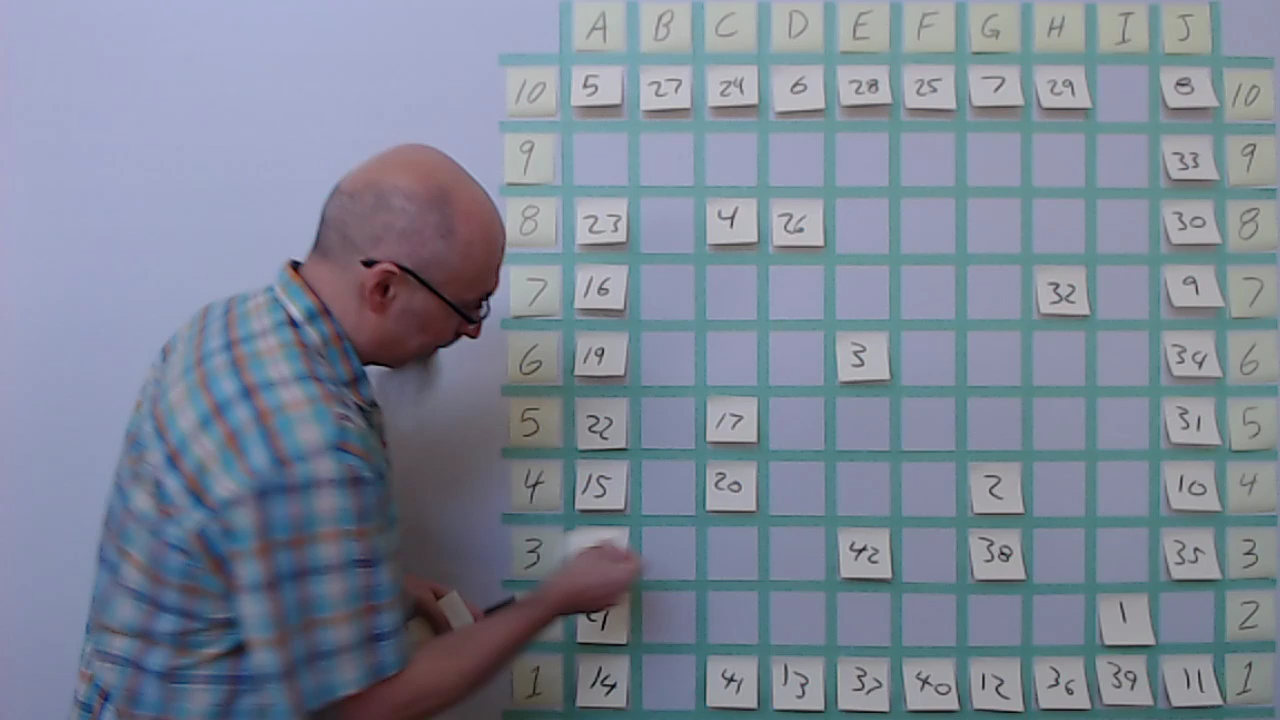 A B C D E F G H I J
10 5 27 24 6 28 25 7 29 8 10
9 33 9
8 23 4 26 30 8
7 16 32 9 7
6 19 3 34 6
5 22 17 31 5
4 15 20 2 10 4
3 42 38 35 3
1 2
1 14 41 13 37 40 12 36 39 11 1